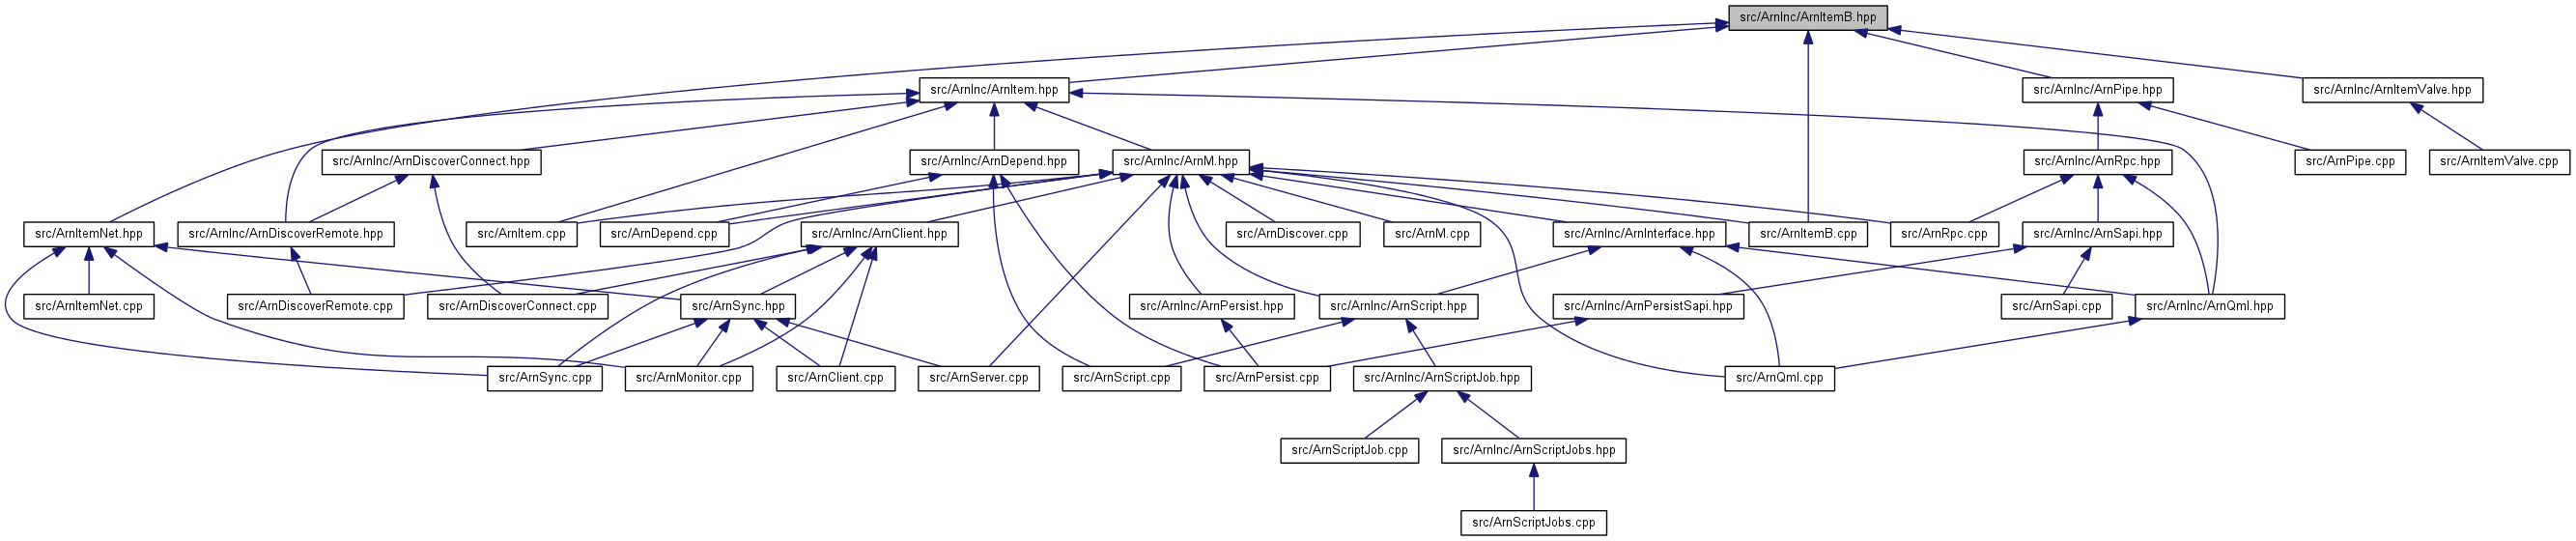 src/ArnInc/ArnItemB.hpp
src/ArnInc/ArnItem.hpp
src/ArnInc/ArnPipe.hpp
src/ArnInc/ArnItemValve.hpp
src/ArnInc/ArnDiscoverConnect.hpp
src/ArnInc/ArnDepend.hpp
src/ArnInc/ArnM.hpp
src/ArnInc/ArnRpc.hpp
src/ArnPipe.cpp
src/ArnItemValve.cpp
src/ArnItemNet.hpp
src/ArnInc/ArnDiscoverRemote.hpp
src/ArnItem.cpp
src/ArnDepend.cpp
src/ArnInc/ArnClient.hpp
src/ArnDiscover.cpp
src/ArnM.cpp
src/ArnInc/ArnInterface.hpp
src/ArnItemB.cpp
src/ArnRpc.cpp
src/ArnInc/ArnSapi.hpp
src/ArnItemNet.cpp
src/ArnDiscoverRemote.cpp
src/ArnDiscoverConnect.cpp
src/ArnSync.hpp
src/ArnInc/ArnPersist.hpp
src/ArnInc/ArnScript.hpp
src/ArnInc/ArnPersistSapi.hpp
src/ArnSapi.cpp
src/ArnInc/ArnQml.hpp
src/ArnSync.cpp
src/ArnMonitor.cpp
src/ArnClient.cpp
src/ArnServer.cpp
src/ArnScript.cpp
src/ArnPersist.cpp
src/ArnInc/ArnScriptJob.hpp
src/ArnQml.cpp
src/ArnScriptJob.cpp
src/ArnInc/ArnScriptJobs.hpp
src/ArnScriptJobs.cpp